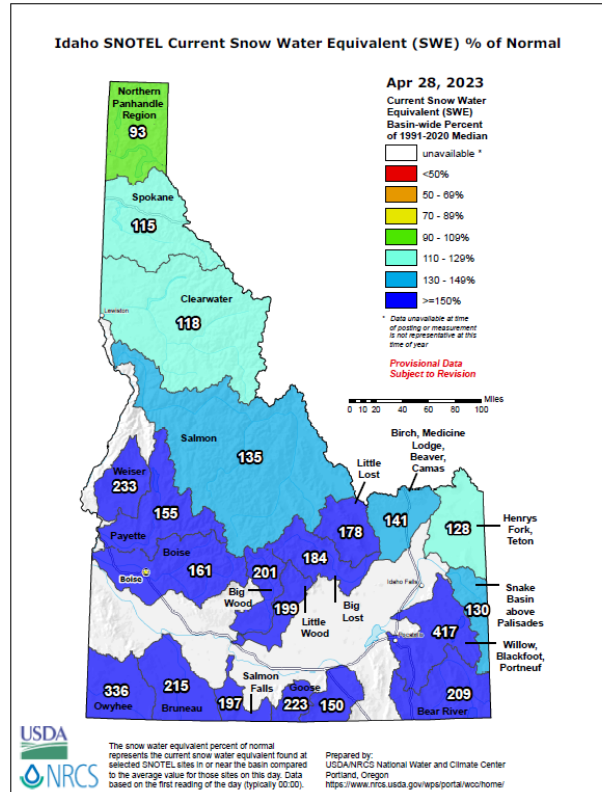 Idaho SNOTEL Current Snow Water Equivalent (SWE) % of Normal
Apr 28, 2023
Current Snow Water
Equivalent (SWE)
Basin-wide Percent
of 1991-2020 Median
unavailable *
<50%
50 - 69%
70 - 89%
90 - 109%
110 - 129%
130 - 149%
>=150%
* Data unavailable at time
of posting or measurement
is not representative at this
time of year
Provisional Data
Subject to Revision
Miles
0 10 20 40 60 80 100
Northern
Panhandle
Region
93
Spokane
115
Clearwater
118
Lewiston
Salmon
135
Weiser
233
155
Payette
Boise
161
Boise
Big
Wood
201
199
Little
Wood
184
Big
Lost
Little
Lost
178
Birch, Medicine
Lodge,
Beaver,
Camas
141
128
Henrys
Fork,
Teton
Idaho Falls
Snake
Basin
above
Palisades
130
417
Willow,
Blackfoot,
Portneuf
Pocatello
336
Owyhee
215
Bruneau
197
Salmon
Falls
Goose
223
150
209
Bear River
USDA
NRCS
The snow water equivalent percent of normal
represents the current snow water equivalent found at
selected SNOTEL sites in or near the basin compared
to the average value for those sites on this day. Data
based on the first reading of the day (typically 00:00).
Prepared by:
USDA/NRCS National Water and Climate Center
Portland, Oregon
https://www.nrcs.usda.gov/wps/portal/wcc/home/